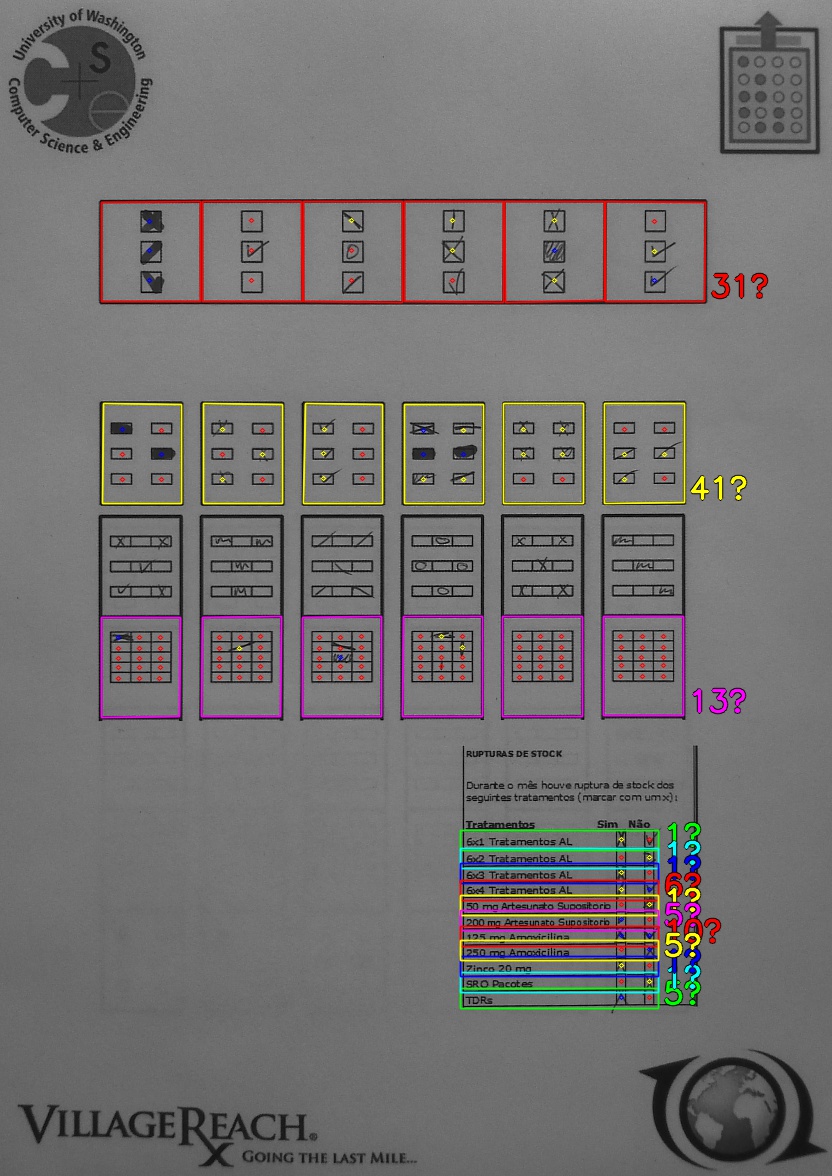 University of Washington
Computer Science & Engineering
CSe
31?
41?
13?
RUPTURAS DE STOCK
Durante o mês houve ruptura de stock dos
seguintes tratamentos (marcar com um x):
Tratamentos Sim Não
6x1 Tratamentos AL 1?
6x2 Tratamentos AL 1?
6x3 Tratamentos AL 1?
6x4 Tratamentos AL 6?
50 mg Artesunato Supositorio 1?
200 mg Artesunato Supositorio 5?
125 mg Amoxicilina 10?
250 mg Amoxicilina 5?
Zinco 20 mg 1?
SRO Pacotes 1?
TDRs 5?
VILLAGEREACH®
Rx GOING THE LAST MILE...